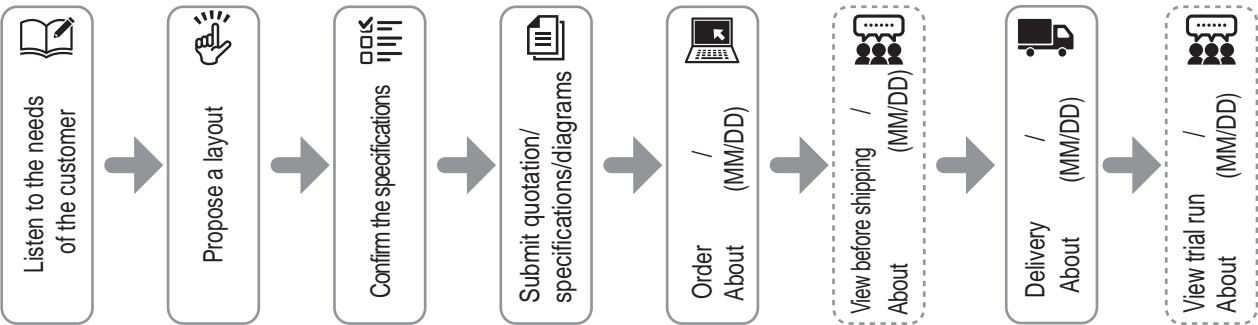 Listen to the needs
of the customer
Propose a layout
Confirm the specifications
Submit quotation/
specifications/diagrams
Order /
About (MM/DD)
View before shipping /
About (MM/DD)
Delivery /
About (MM/DD)
View trial run /
About (MM/DD)